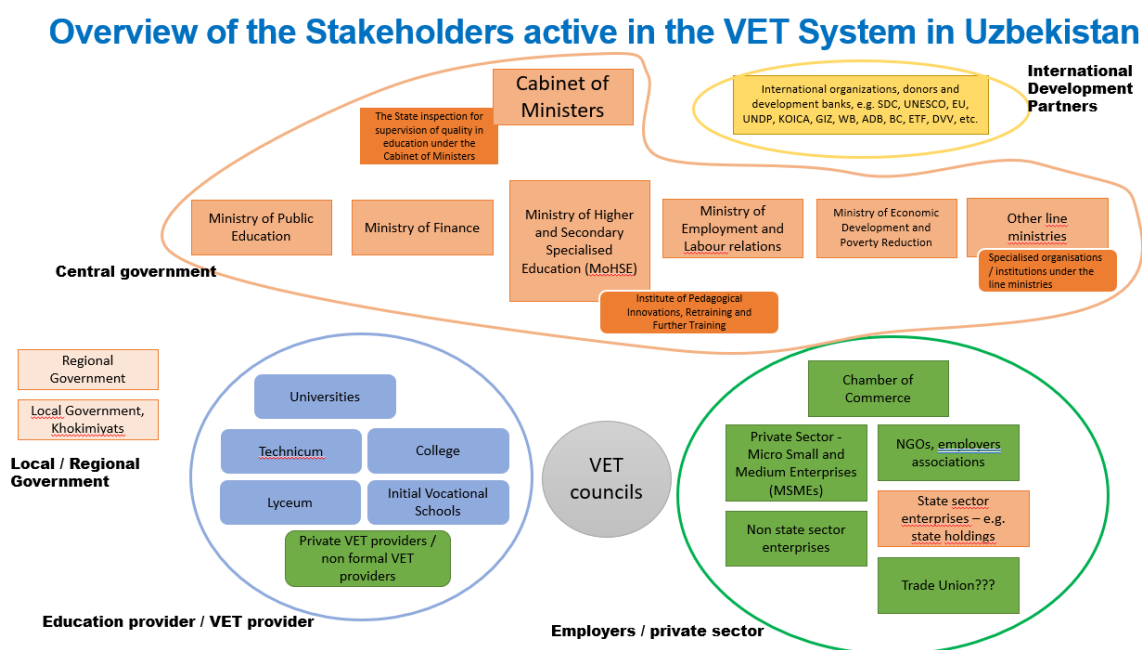 Overview of the Stakeholders active in the VET System in Uzbekistan
International
Development
Partners
Cabinet of
Ministers
International organizations, donors and
development banks, e.g. SDC, UNESCO, EU,
UNDP, KOICA, GIZ, WB, ADB, BC, ETF, DVV, etc.
The State inspection for
supervision of quality in
education under the
Cabinet of Ministers
Ministry of Public
Education
Ministry of Finance
Ministry of Higher
and Secondary
Specialised
Education (MoHSE)
Ministry of
Employment and
Labour relations
Ministry of Economic
Development and
Poverty Reduction
Other line
ministries
Specialised organisations
/ institutions under the
line ministries
Central government
Institute of Pedagogical
Innovations, Retraining and
Further Training
Regional
Government
Local Government,
Khokimiyats
Local / Regional
Government
Universities
Technicum
College
Lyceum
Initial Vocational
Schools
Private VET providers /
non formal VET
providers
Education provider / VET provider
VET
councils
Chamber of
Commerce
Private Sector -
Micro Small and
Medium Enterprises
(MSMEs)
NGOs, employers
associations
Non state sector
enterprises
State sector
enterprises – e.g.
state holdings
Trade Union???
Employers / private sector